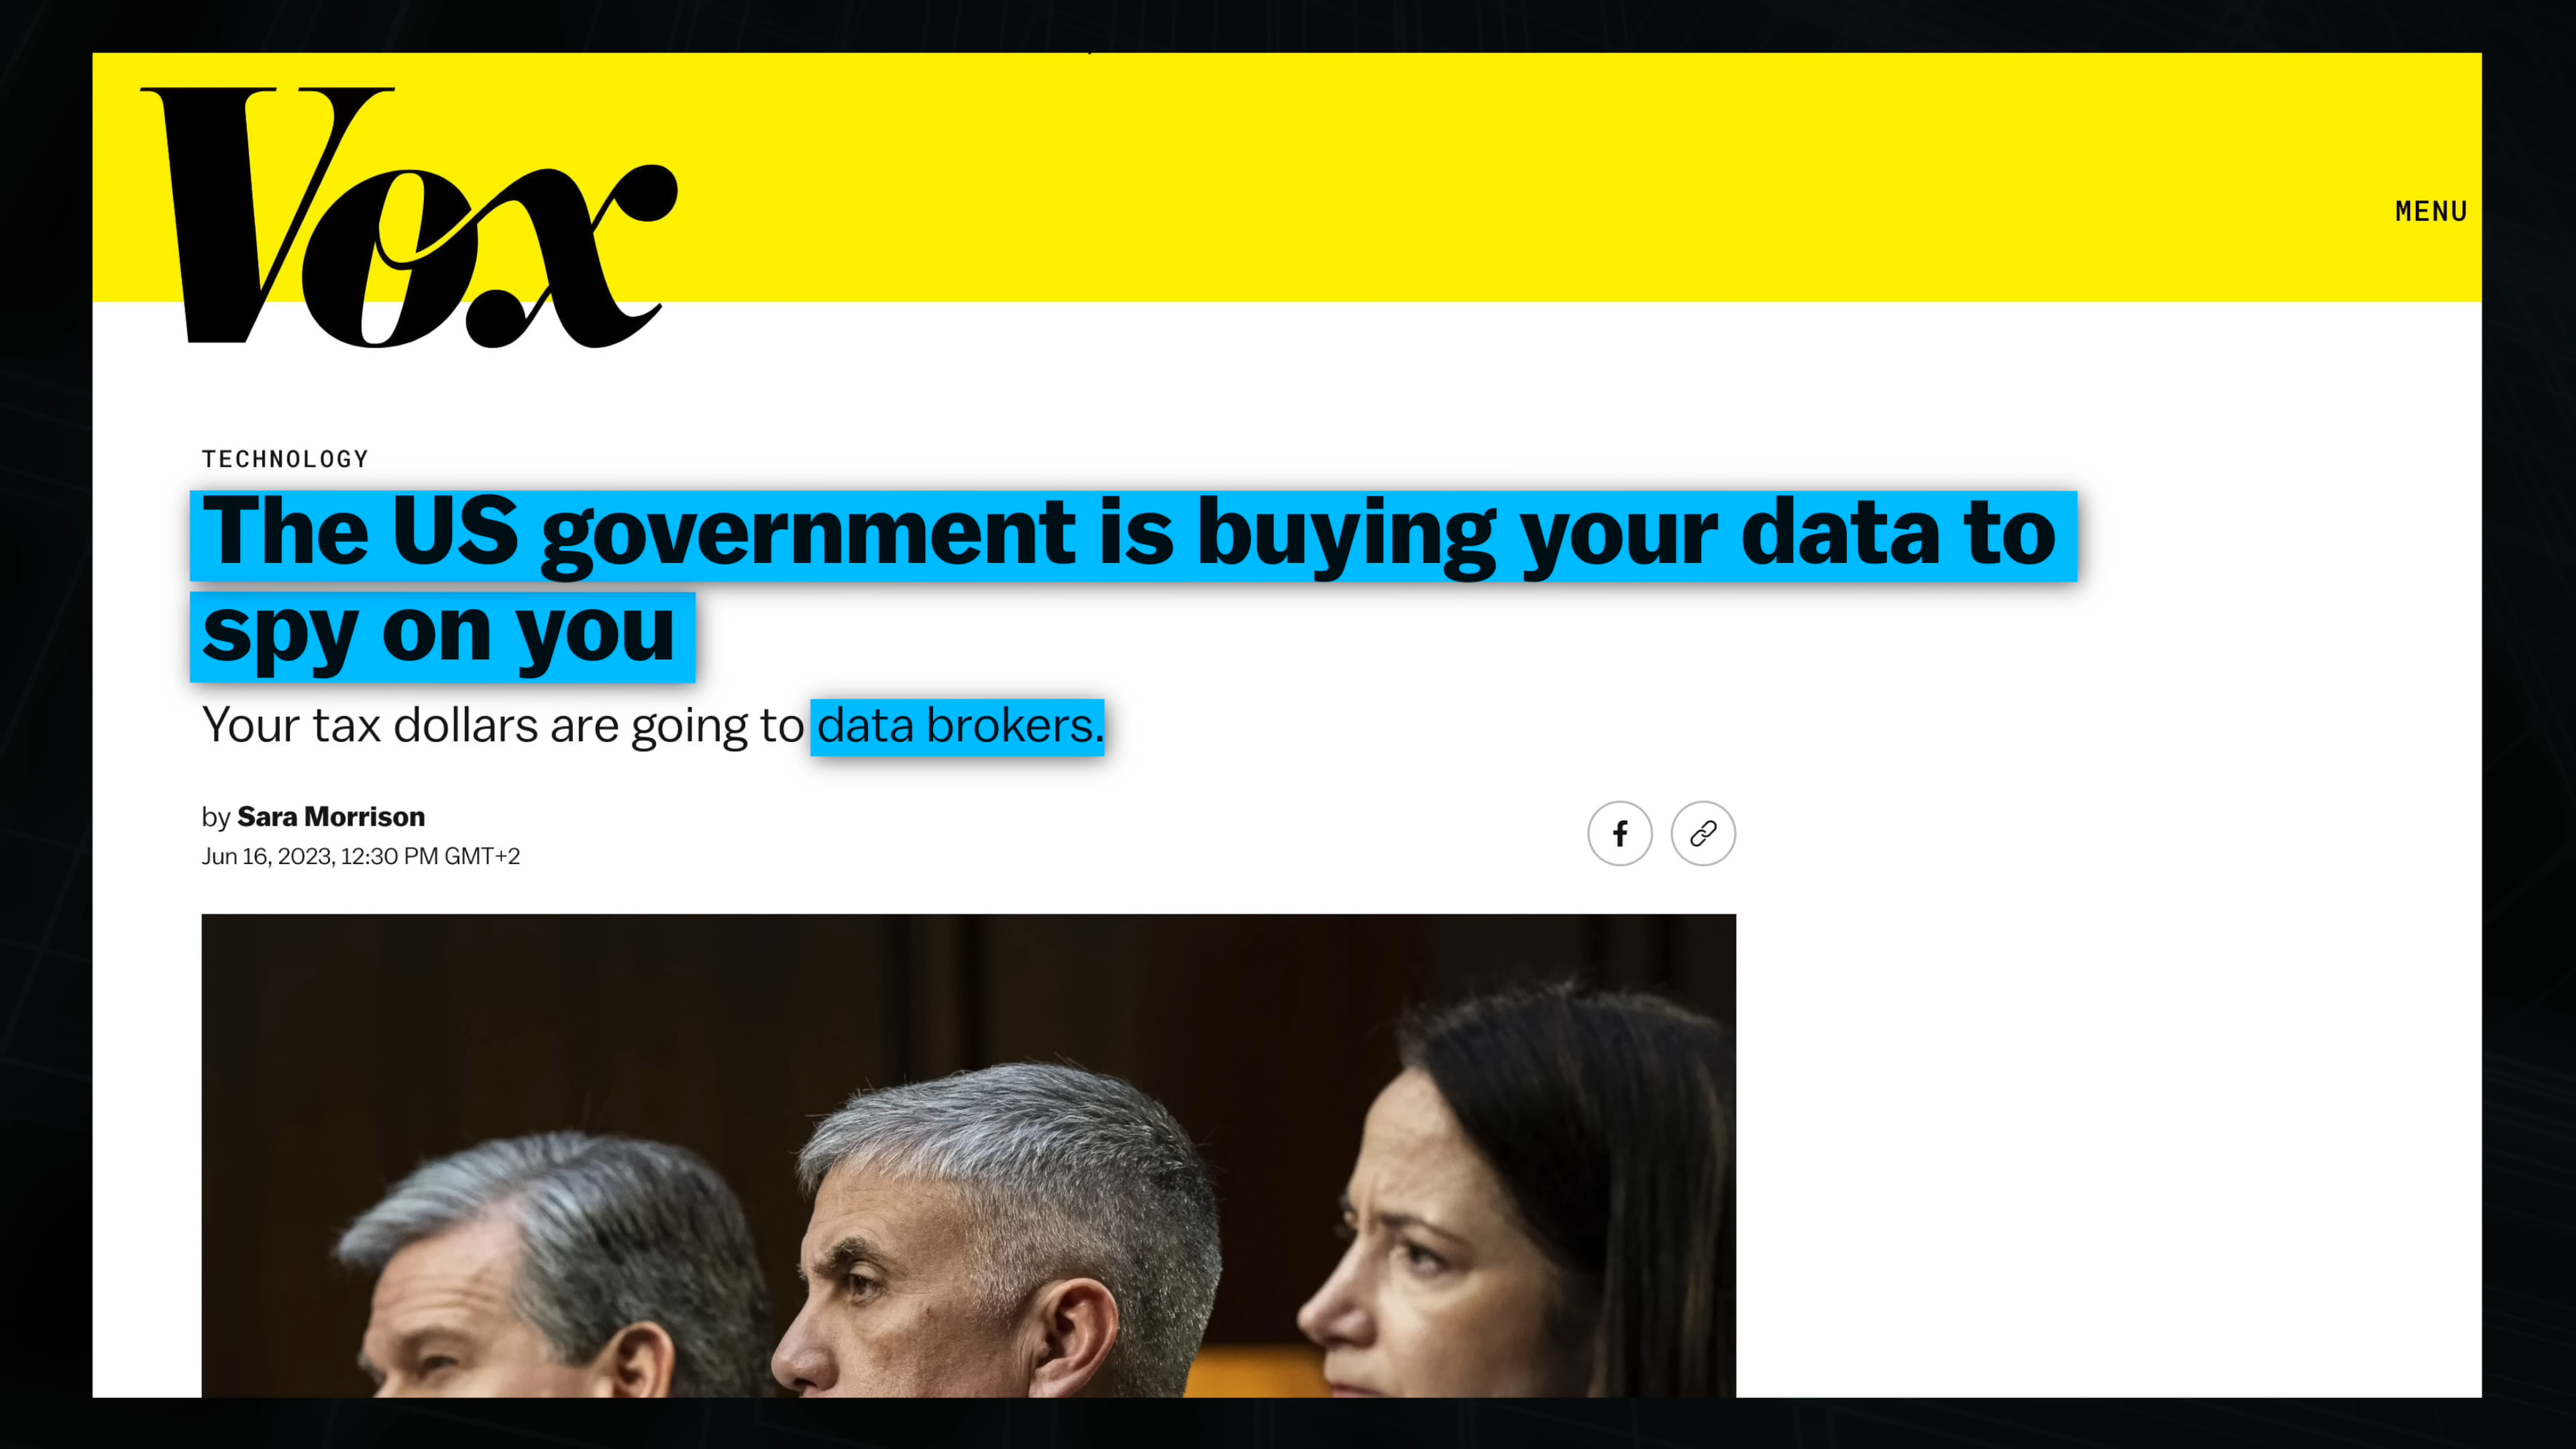 Vox
MENU
TECHNOLOGY
The US government is buying your data to
spy on you
Your tax dollars are going to data brokers.
by Sara Morrison
Jun 16, 2023, 12:30 PM GMT+2